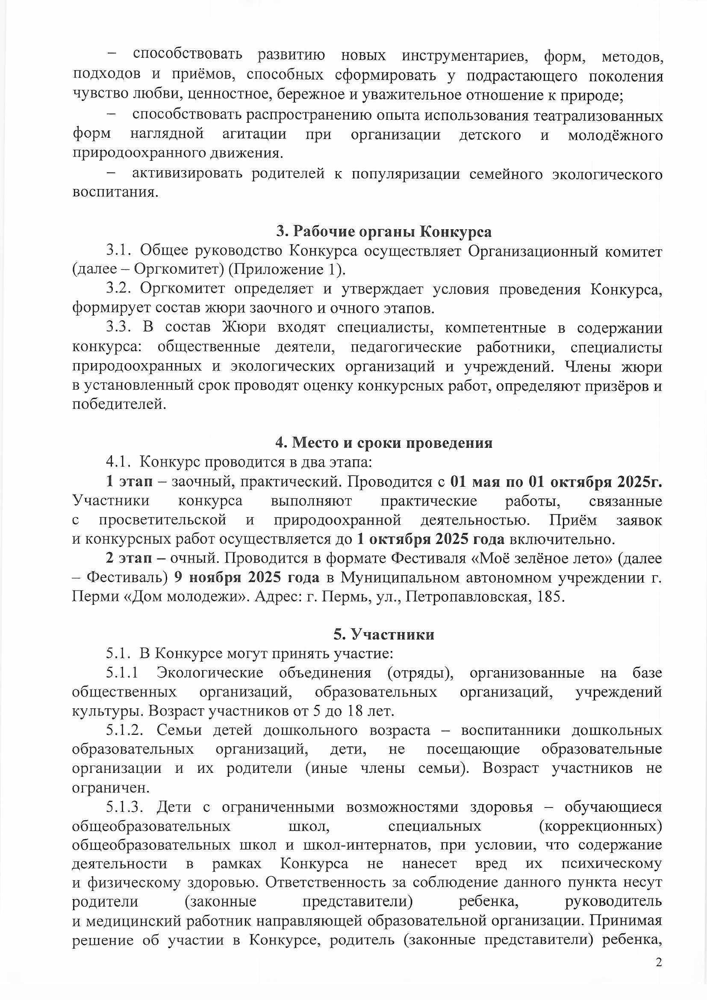 – способствовать развитию новых инструментариев, форм, методов,
подходов и приёмов, способных сформировать у подрастающего поколения
чувство любви, ценностное, бережное и уважительное отношение к природе;
– способствовать распространению опыта использования театрализованных
форм наглядной агитации при организации детского и молодёжного
природоохранного движения.
– активизировать родителей к популяризации семейного экологического
воспитания.
3. Рабочие органы Конкурса
3.1. Общее руководство Конкурса осуществляет Организационный комитет
(далее – Оргкомитет) (Приложение 1).
3.2. Оргкомитет определяет и утверждает условия проведения Конкурса,
формирует состав жюри заочного и очного этапов.
3.3. В состав Жюри входят специалисты, компетентные в содержании
конкурса: общественные деятели, педагогические работники, специалисты
природоохранных и экологических организаций и учреждений. Члены жюри
в установленный срок проводят оценку конкурсных работ, определяют призёров и
победителей.
4. Место и сроки проведения
4.1. Конкурс проводится в два этапа:
1 этап – заочный, практический. Проводится с 01 мая по 01 октября 2025г.
Участники конкурса выполняют практические работы, связанные
с просветительской и природоохранной деятельностью. Приём заявок
и конкурсных работ осуществляется до 1 октября 2025 года включительно.
2 этап – очный. Проводится в формате Фестиваля «Моё зелёное лето» (далее
– Фестиваль) 9 ноября 2025 года в Муниципальном автономном учреждении г.
Перми «Дом молодежи». Адрес: г. Пермь, ул., Петропавловская, 185.
5. Участники
5.1. В Конкурсе могут принять участие:
5.1.1 Экологические объединения (отряды), организованные на базе
общественных организаций, образовательных организаций, учреждений
культуры. Возраст участников от 5 до 18 лет.
5.1.2. Семьи детей дошкольного возраста – воспитанники дошкольных
образовательных организаций, дети, не посещающие образовательные
организации и их родители (иные члены семьи). Возраст участников не
ограничен.
5.1.3. Дети с ограниченными возможностями здоровья – обучающиеся
общеобразовательных школ, специальных (коррекционных)
общеобразовательных школ и школ-интернатов, при условии, что содержание
деятельности в рамках Конкурса не нанесет вред их психическому
и физическому здоровью. Ответственность за соблюдение данного пункта несут
родители (законные представители) ребенка, руководитель
и медицинский работник направляющей образовательной организации. Принимая
решение об участии в Конкурсе, родитель (законные представители) ребенка,
2